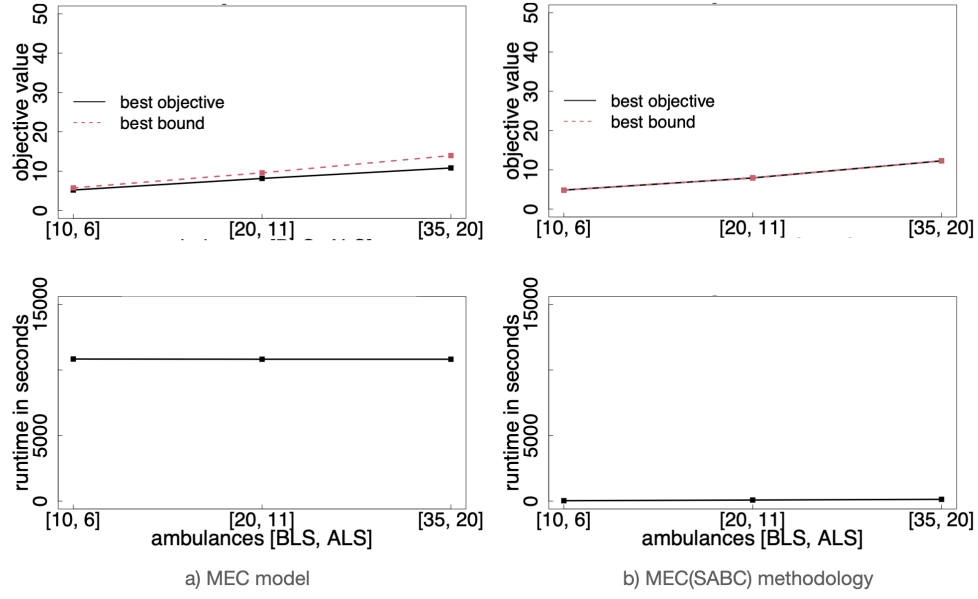 50
40
30
20
10
0
objective value
best objective
best bound
[10, 6]
[20, 11]
[35, 20]
50
40
30
20
10
0
objective value
best objective
best bound
[10, 6]
[20, 11]
[35, 20]
15000
5000
0
runtime in seconds
[10, 6]
[20, 11]
[35, 20]
ambulances [BLS, ALS]
15000
5000
0
runtime in seconds
[10, 6]
[20, 11]
[35, 20]
ambulances [BLS, ALS]
a) MEC model
b) MEC(SABC) methodology